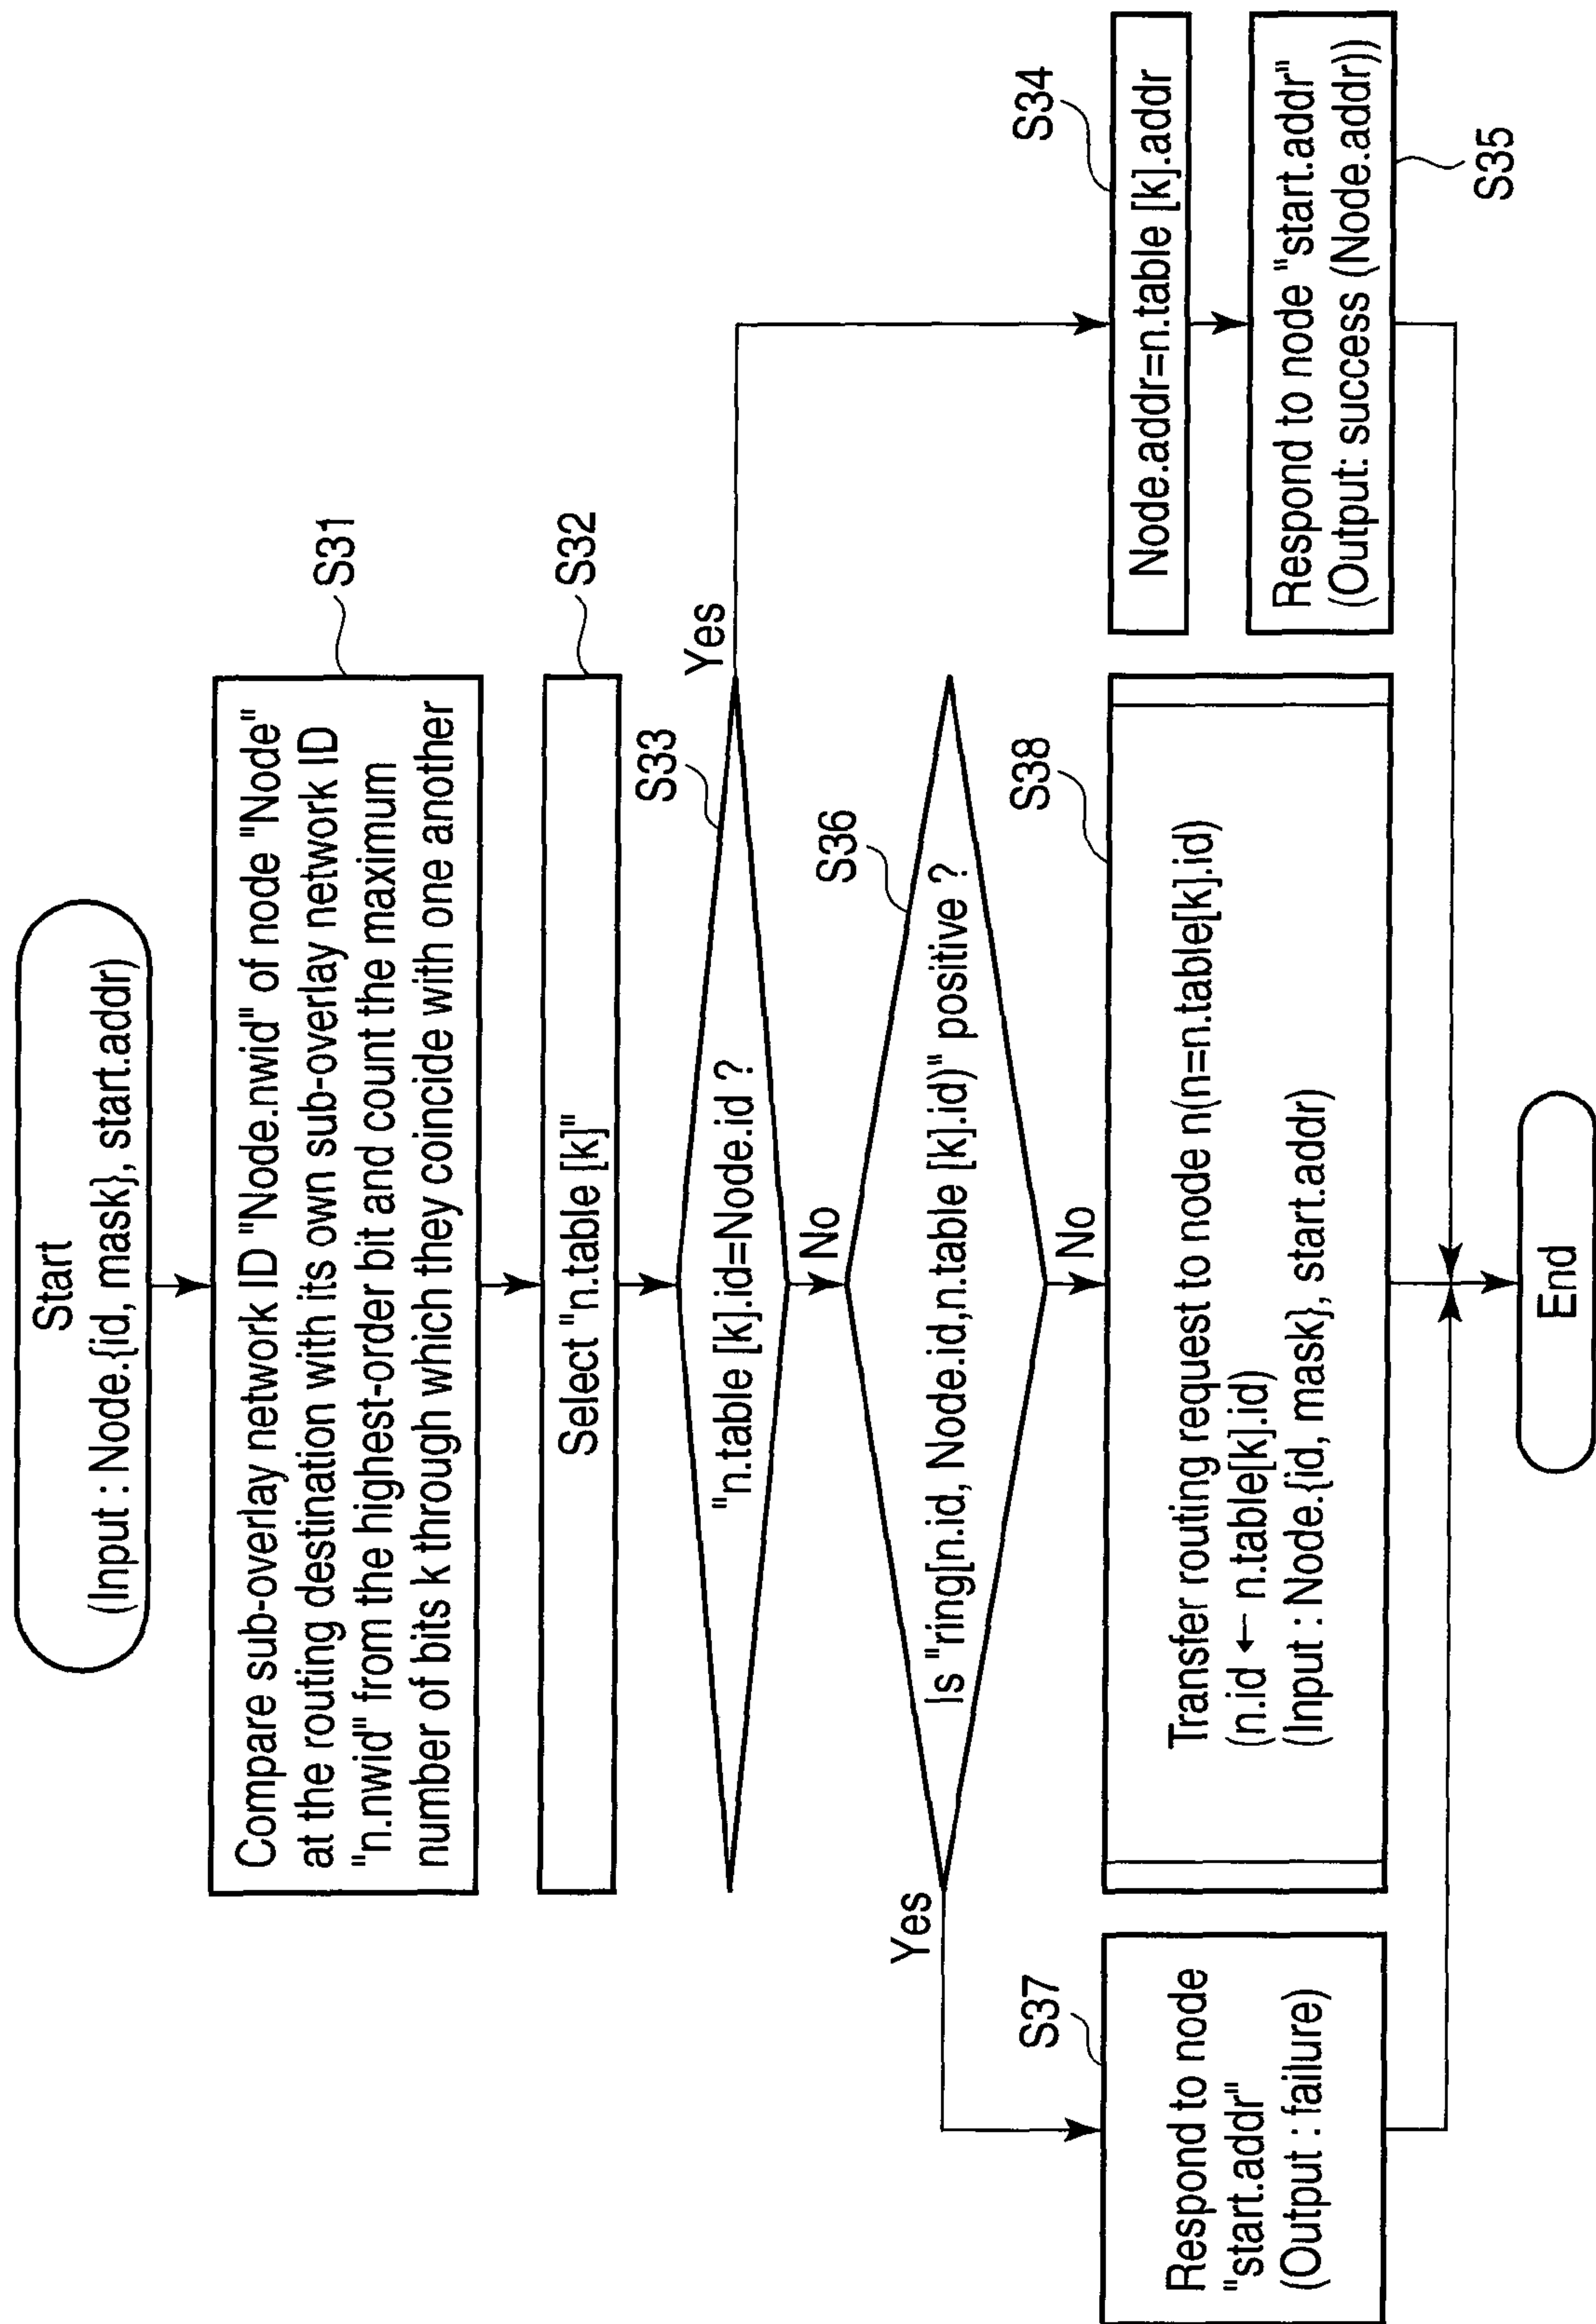 Start
(Input : Node.{id, mask}, start.addr)
S31
Compare sub-overlay network ID "Node.nwid" of node "Node"
at the routing destination with its own sub-overlay network ID
"n.nwid" from the highest-order bit and count the maximum
number of bits k through which they coincide with one another
S32
Select "n.table [k]"
S33
Yes
"n.table [k].id=Node.id ?
No
S36
Yes
Is "ring[n.id, Node.id,n.table [k].id)" positive ?
No
S34
Node.addr=n.table [k].addr
Respond to node "start.addr"
(Output: success (Node.addr))
S35
S37
Respond to node
"start.addr"
(Output : failure)
S38
Transfer routing request to node n(n=n.table[k].id)
(n.id ← n.table[k].id)
(Input : Node.{id, mask}, start.addr)
End